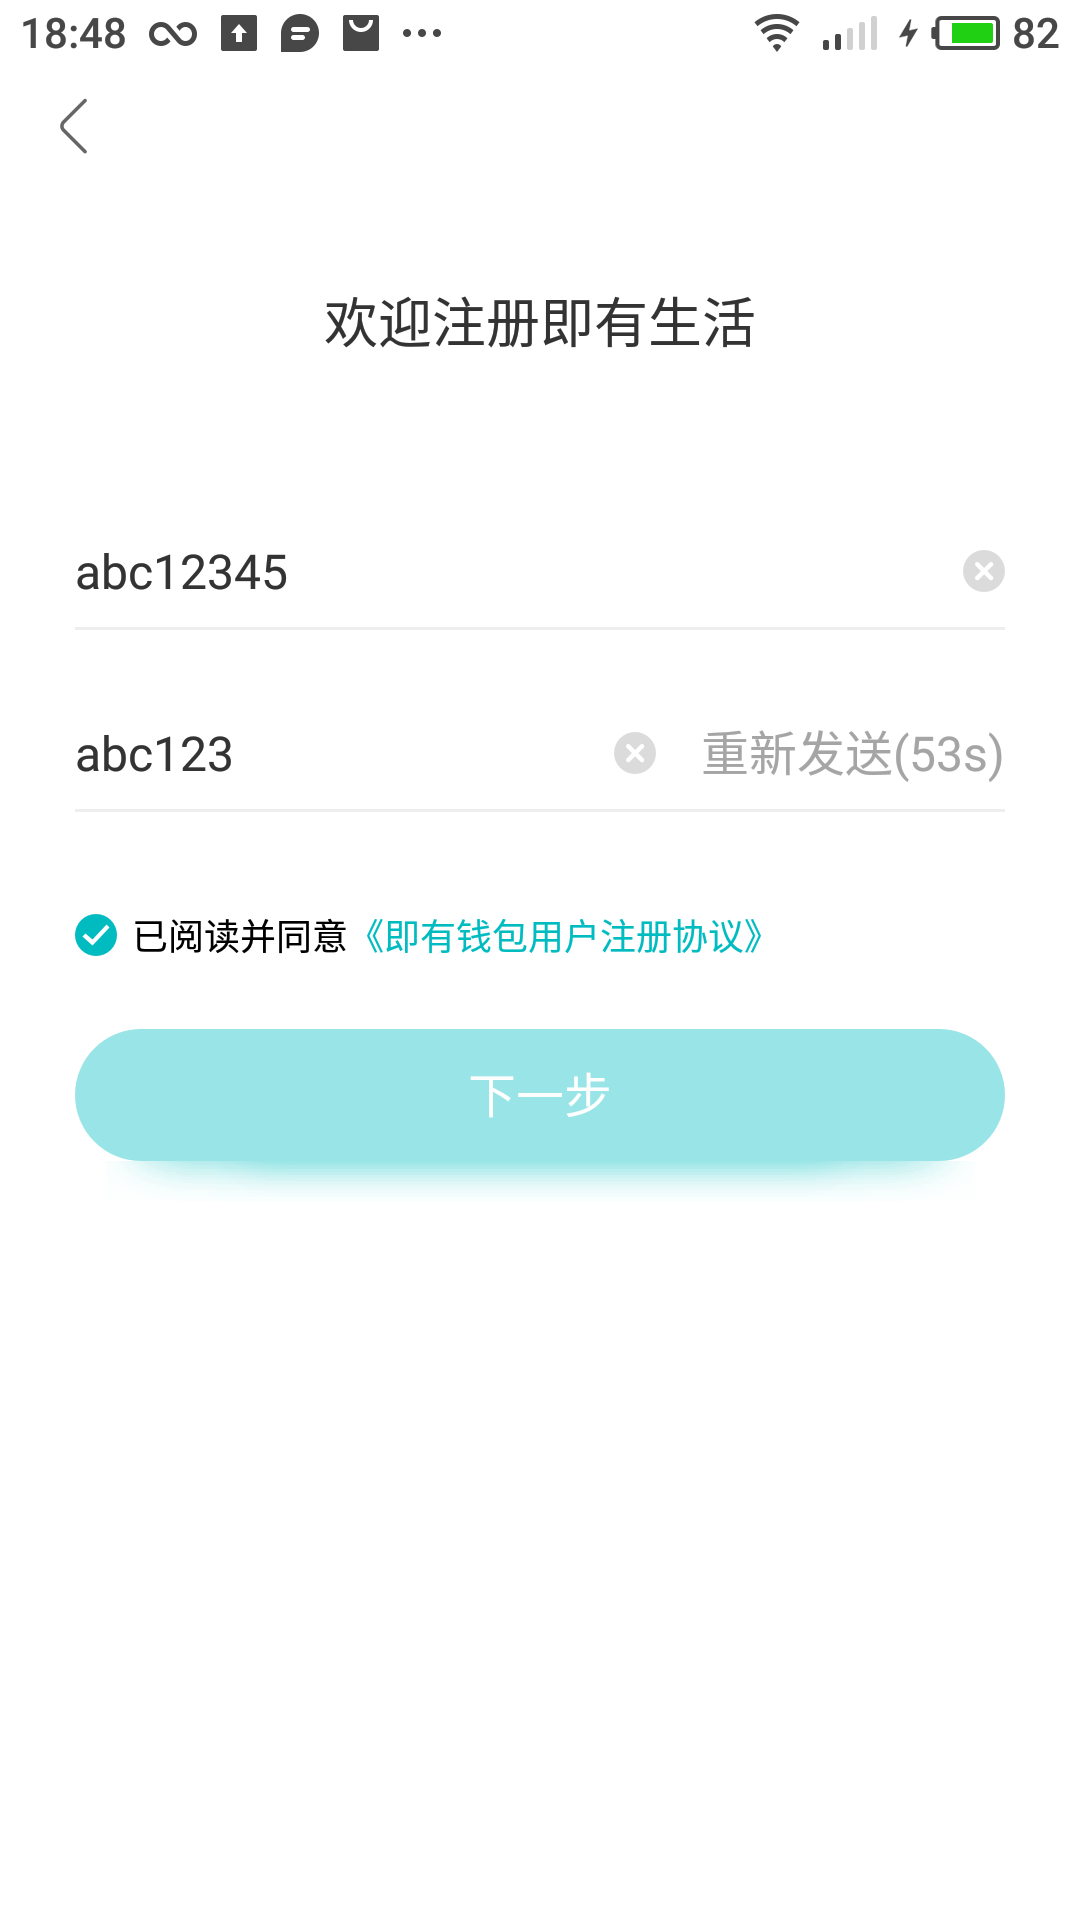 18:48
82
欢迎注册即有生活
abc12345
abc123
重新发送(53s)
已阅读并同意《即有钱包用户注册协议》
下一步